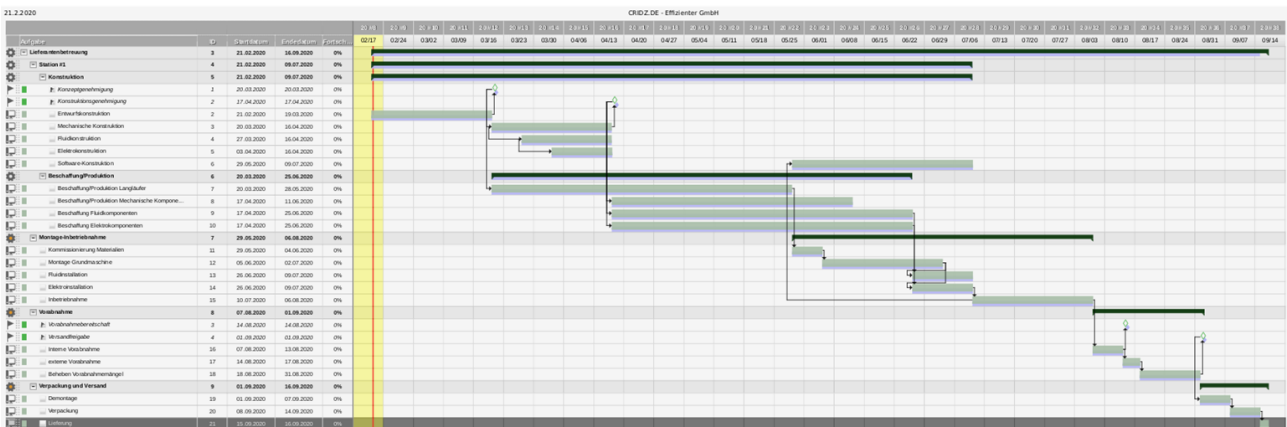 21.2.2020 CRIDZ.DE - Effizienter GmbH
Aufgabe ID Startdatum Endedatum Fortsch... 02/17 02/24 03/02 03/09 03/16 03/23 03/30 04/06 04/13 04/20 04/27 05/04 05/11 05/18 05/25 06/01 06/08 06/15 06/22 06/29 07/06 07/13 07/20 07/27 08/03 08/10 08/17 08/24 08/31 09/07 09/14
Lieferantenbetreuung 3 21.02.2020 16.09.2020 0%
Station #1 4 21.02.2020 09.07.2020 0%
Konstruktion 5 21.02.2020 09.07.2020 0%
Konzeptgenehmigung 1 20.03.2020 20.03.2020 0%
Konstruktionsgenehmigung 2 17.04.2020 17.04.2020 0%
Entwurfskonstruktion 2 21.02.2020 19.03.2020 0%
Mechanische Konstruktion 3 20.03.2020 16.04.2020 0%
Fluidkonstruktion 4 27.03.2020 16.04.2020 0%
Elektrokonstruktion 5 03.04.2020 16.04.2020 0%
Software-Konstruktion 6 29.05.2020 09.07.2020 0%
Beschaffung/Produktion 6 20.03.2020 25.06.2020 0%
Beschaffung/Produktion Langläufer 7 20.03.2020 28.05.2020 0%
Beschaffung/Produktion Mechanische Kompone... 8 17.04.2020 11.06.2020 0%
Beschaffung Fluidkomponenten 9 17.04.2020 25.06.2020 0%
Beschaffung Elektrokomponenten 10 17.04.2020 25.06.2020 0%
Montage-Inbetriebnahme 7 29.05.2020 06.08.2020 0%
Kommissionierung Materialien 11 29.05.2020 04.06.2020 0%
Montage Grundmaschine 12 05.06.2020 02.07.2020 0%
Fluidinstallation 13 26.06.2020 09.07.2020 0%
Elektroinstallation 14 26.06.2020 09.07.2020 0%
Inbetriebnahme 15 10.07.2020 06.08.2020 0%
Vorabnahme 8 07.08.2020 01.09.2020 0%
Vorabnahmebereitschaft 3 14.08.2020 14.08.2020 0%
Versandfreigabe 4 01.09.2020 01.09.2020 0%
Interne Vorabnahme 16 07.08.2020 13.08.2020 0%
externe Vorabnahme 17 14.08.2020 17.08.2020 0%
Beheben Vorabnahmemängel 18 18.08.2020 31.08.2020 0%
Verpackung und Versand 9 01.09.2020 16.09.2020 0%
Demontage 19 01.09.2020 07.09.2020 0%
Verpackung 20 08.09.2020 14.09.2020 0%
Lieferung 21 15.09.2020 16.09.2020 0%